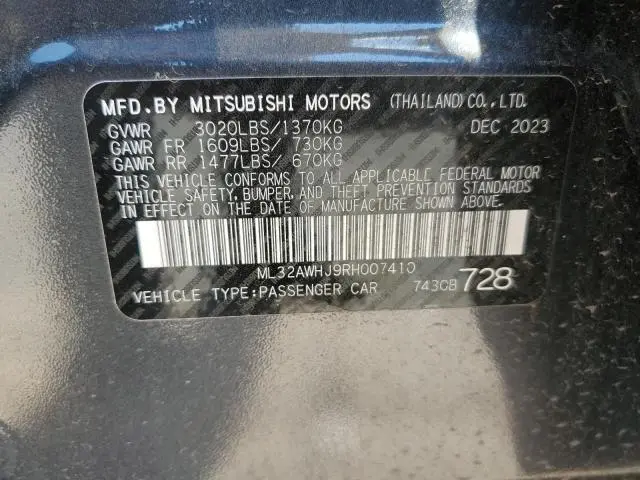 MFD.BY MITSUBISHI MOTORS (THAILAND)CO.,LTD.
GVWR 3020LBS/1370KG DEC 2023
GAWR FR 1609LBS/ 730KG
GAWR RR 1477LBS/ 670KG
THIS VEHICLE CONFORMS TO ALL APPLICABLE FEDERAL MOTOR
VEHICLE SAFETY, BUMPER, AND THEFT PREVENTION STANDARDS
IN EFFECT ON THE DATE OF MANUFACTURE SHOWN ABOVE.
ML32AWHJ9RH007410
VEHICLE TYPE:PASSENGER CAR 743CB 728